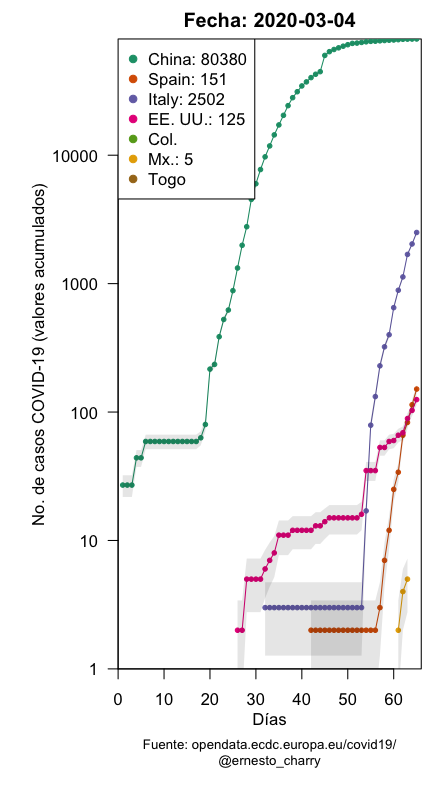 Fecha: 2020-03-04
China: 80380
Spain: 151
Italy: 2502
EE. UU.: 125
Col.
Mx.: 5
Togo
No. de casos COVID-19 (valores acumulados)
10000
1000
100
10
1
0 10 20 30 40 50 60
Días
Fuente: opendata.ecdc.europa.eu/covid19/
@ernesto_charry